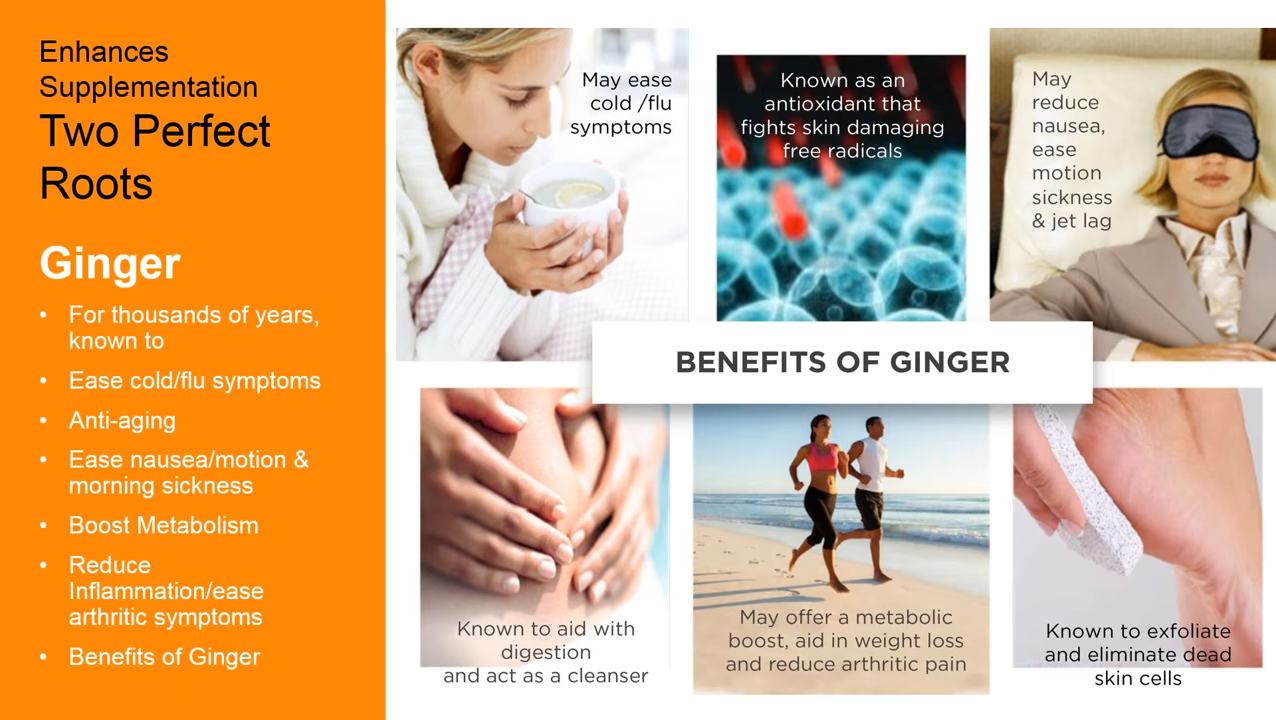 Enhances
Supplementation
Two Perfect
Roots
Ginger
• For thousands of years,
known to
• Ease cold/flu symptoms
• Anti-aging
• Ease nausea/motion &
morning sickness
• Boost Metabolism
• Reduce
Inflammation/ease
arthritic symptoms
• Benefits of Ginger
May ease
cold /flu
symptoms
Known as an
antioxidant that
fights skin damaging
free radicals
May
reduce
nausea,
ease
motion
sickness
& jet lag
BENEFITS OF GINGER
Known to aid with
digestion
and act as a cleanser
May offer a metabolic
boost, aid in weight loss
and reduce arthritic pain
Known to exfoliate
and eliminate dead
skin cells